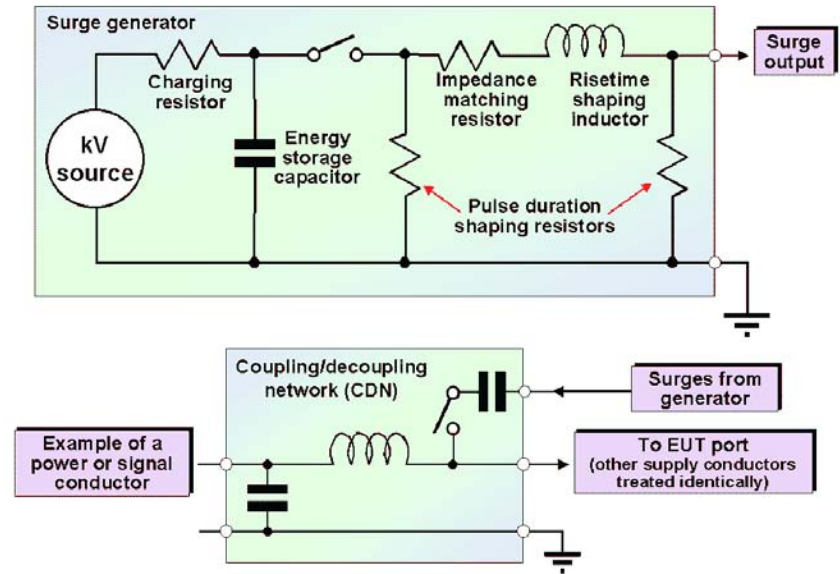 Surge generator
Charging
resistor
kV
source
Energy
storage
capacitor
Impedance
matching
resistor
Risetime
shaping
inductor
Surge
output
Pulse duration
shaping resistors
Coupling/decoupling
network (CDN)
Surges from
generator
Example of a
power or signal
conductor
To EUT port
(other supply conductors
treated identically)